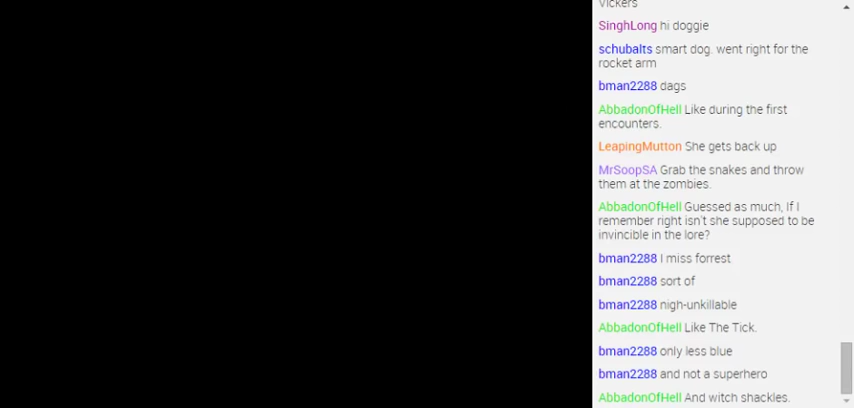 Vickers
SinghLong hi doggie
schubalts smart dog. went right for the
rocket arm
bman2288 dags
AbbadonOfHell Like during the first
encounters.
LeapingMutton She gets back up
MrSoopSA Grab the snakes and throw
them at the zombies.
AbbadonOfHell Guessed as much, If I
remember right isn't she supposed to be
invincible in the lore?
bman2288 I miss forrest
bman2288 sort of
bman2288 nigh-unkillable
AbbadonOfHell Like The Tick.
bman2288 only less blue
bman2288 and not a superhero
AbbadonOfHell And witch shackles.